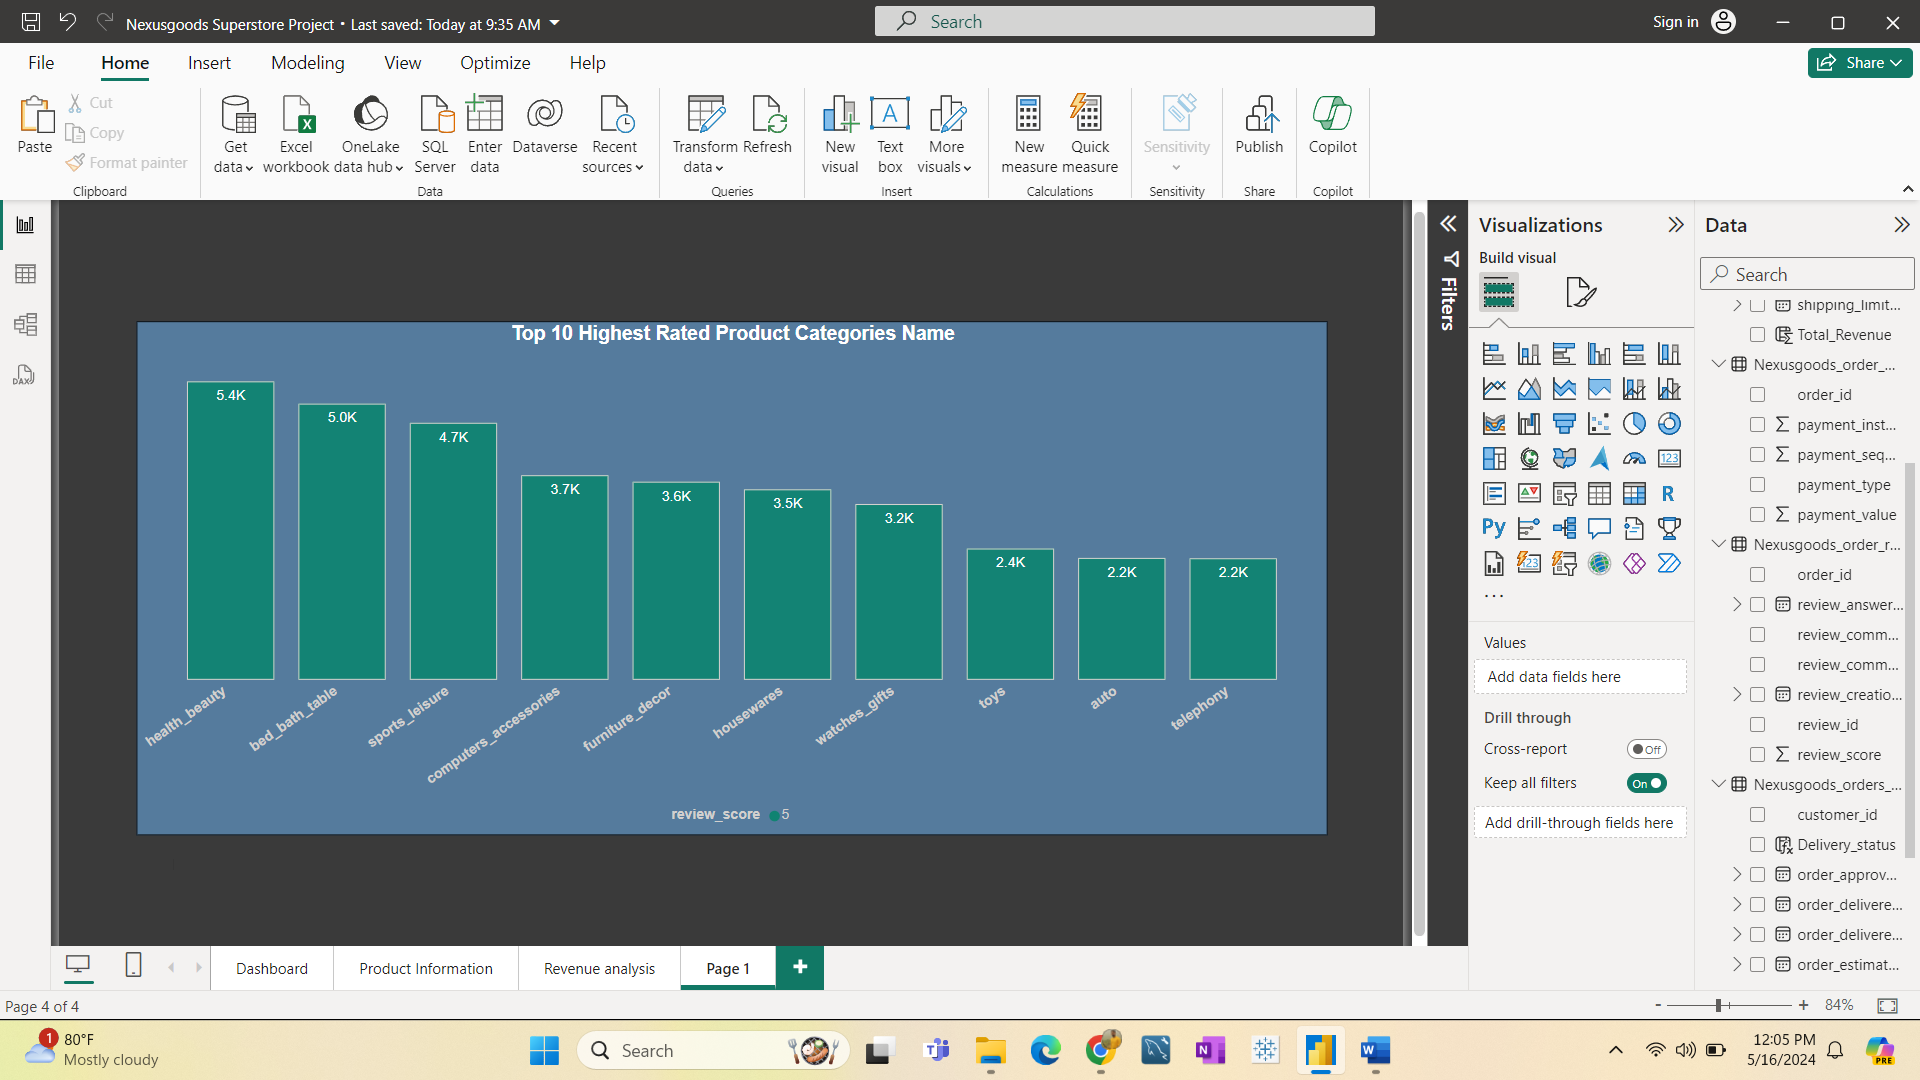 Nexusgoods Superstore Project • Last saved: Today at 9:35 AM
Search
Sign in
File
Home
Insert
Modeling
View
Optimize
Help
Share
Paste
Cut
Copy
Format painter
Clipboard
Get data
Excel workbook
OneLake data hub
SQL Server
Enter data
Dataverse
Recent sources
Data
Transform data
Refresh
Queries
New visual
Text box
More visuals
Insert
New measure
Quick measure
Calculations
Sensitivity
Sensitivity
Publish
Share
Copilot
Copilot
Top 10 Highest Rated Product Categories Name
5.4K
5.0K
4.7K
3.7K
3.6K
3.5K
3.2K
2.4K
2.2K
2.2K
health_beauty
bed_bath_table
sports_leisure
computers_accessories
furniture_decor
housewares
watches_gifts
toys
auto
telephony
review_score 5
Filters
Visualizations
Build visual
123
R
Py
123
...
Values
Add data fields here
Drill through
Cross-report
Off
Keep all filters
On
Add drill-through fields here
Data
Search
shipping_limit...
Total_Revenue
Nexusgoods_order_...
order_id
payment_inst...
payment_seq...
payment_type
payment_value
Nexusgoods_order_r...
order_id
review_answer...
review_comm...
review_comm...
review_creatio...
review_id
review_score
Nexusgoods_orders_...
customer_id
Delivery_status
order_approv...
order_delivere...
order_delivere...
order_estimat...
DAX
Dashboard
Product Information
Revenue analysis
Page 1
+
Page 4 of 4
- + 84%
1
80°F
Mostly cloudy
Search
12:05 PM
5/16/2024
PRE